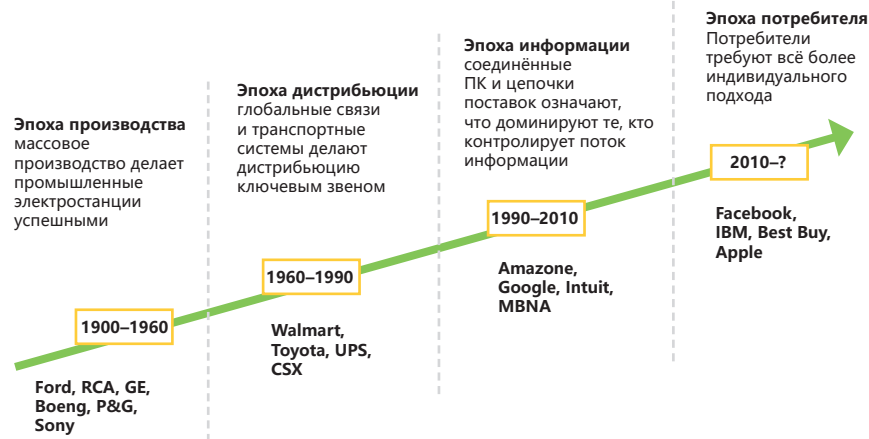 Эпоха производства
массовое
производство делает
промышленные
электростанции
успешными
1900–1960
Ford, RCA, GE,
Boeng, P&G,
Sony
Эпоха дистрибьюции
глобальные связи
и транспортные
системы делают
дистрибьюцию
ключевым звеном
1960–1990
Walmart,
Toyota, UPS,
CSX
Эпоха информации
соединённые
ПК и цепочки
поставок означают,
что доминируют те, кто
контролирует поток
информации
1990–2010
Amazone,
Google, Intuit,
MBNA
Эпоха потребителя
Потребители
требуют всё более
индивидуального
подхода
2010–?
Facebook,
IBM, Best Buy,
Apple